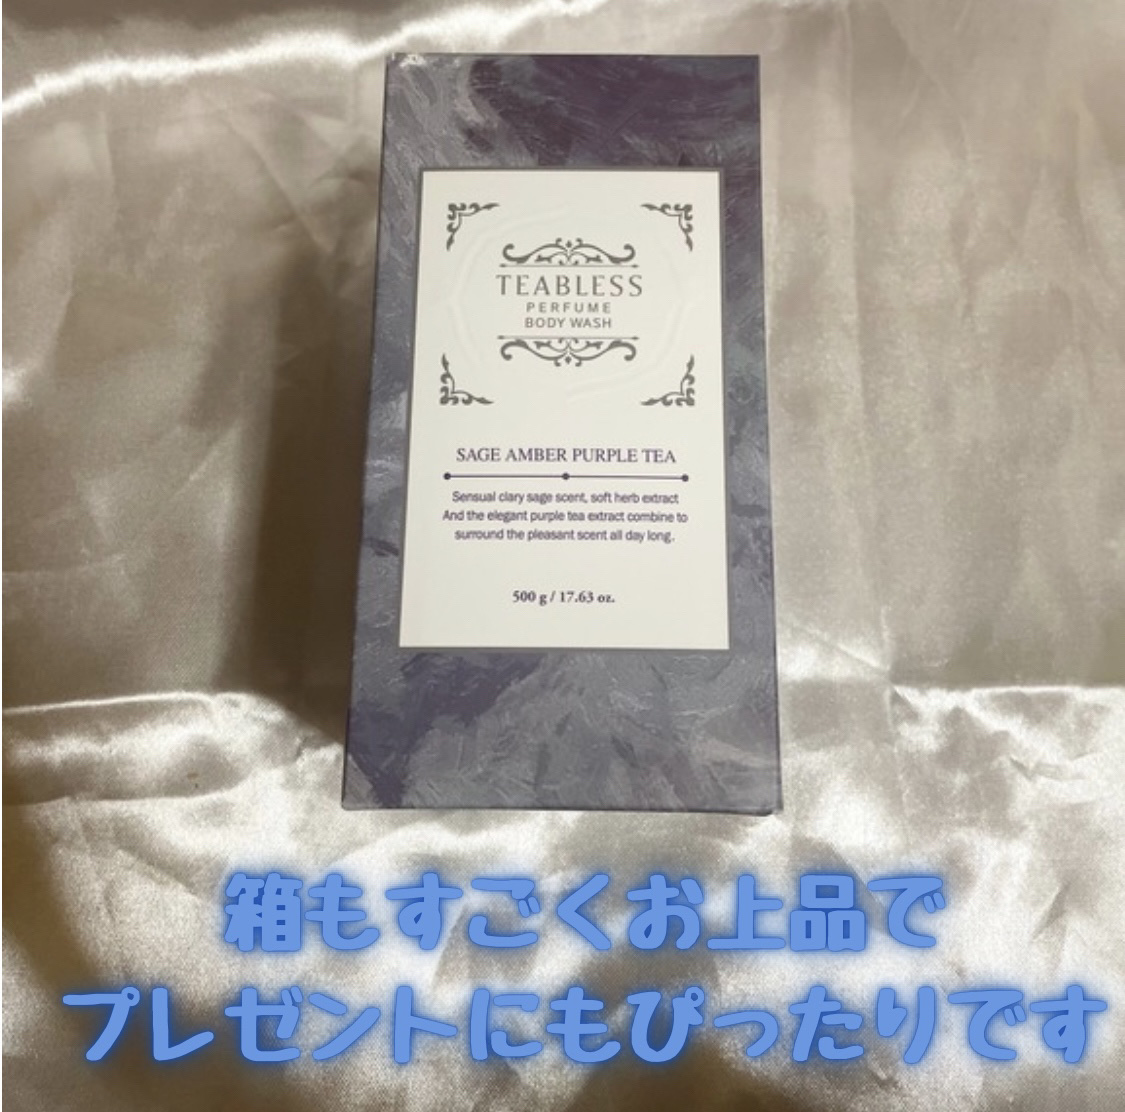 TEABLESS
PERFUME
BODY WASH
SAGE AMBER PURPLE TEA
Sensual clary sage scent, soft herb extract
And the elegant purple tea extract combine to
surround the pleasant scent all day long.
500 g / 17.63 oz.
箱もすごくお上品で
プレゼントにもぴったりです